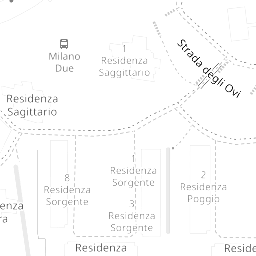 Milano
Due
1
Residenza
Saggittario
Strada degli Ovi
Residenza
Sagittario
8
Residenza
Sorgente
1
Residenza
Sorgente
3
Residenza
Sorgente
2
Residenza
Poggio
Residenza